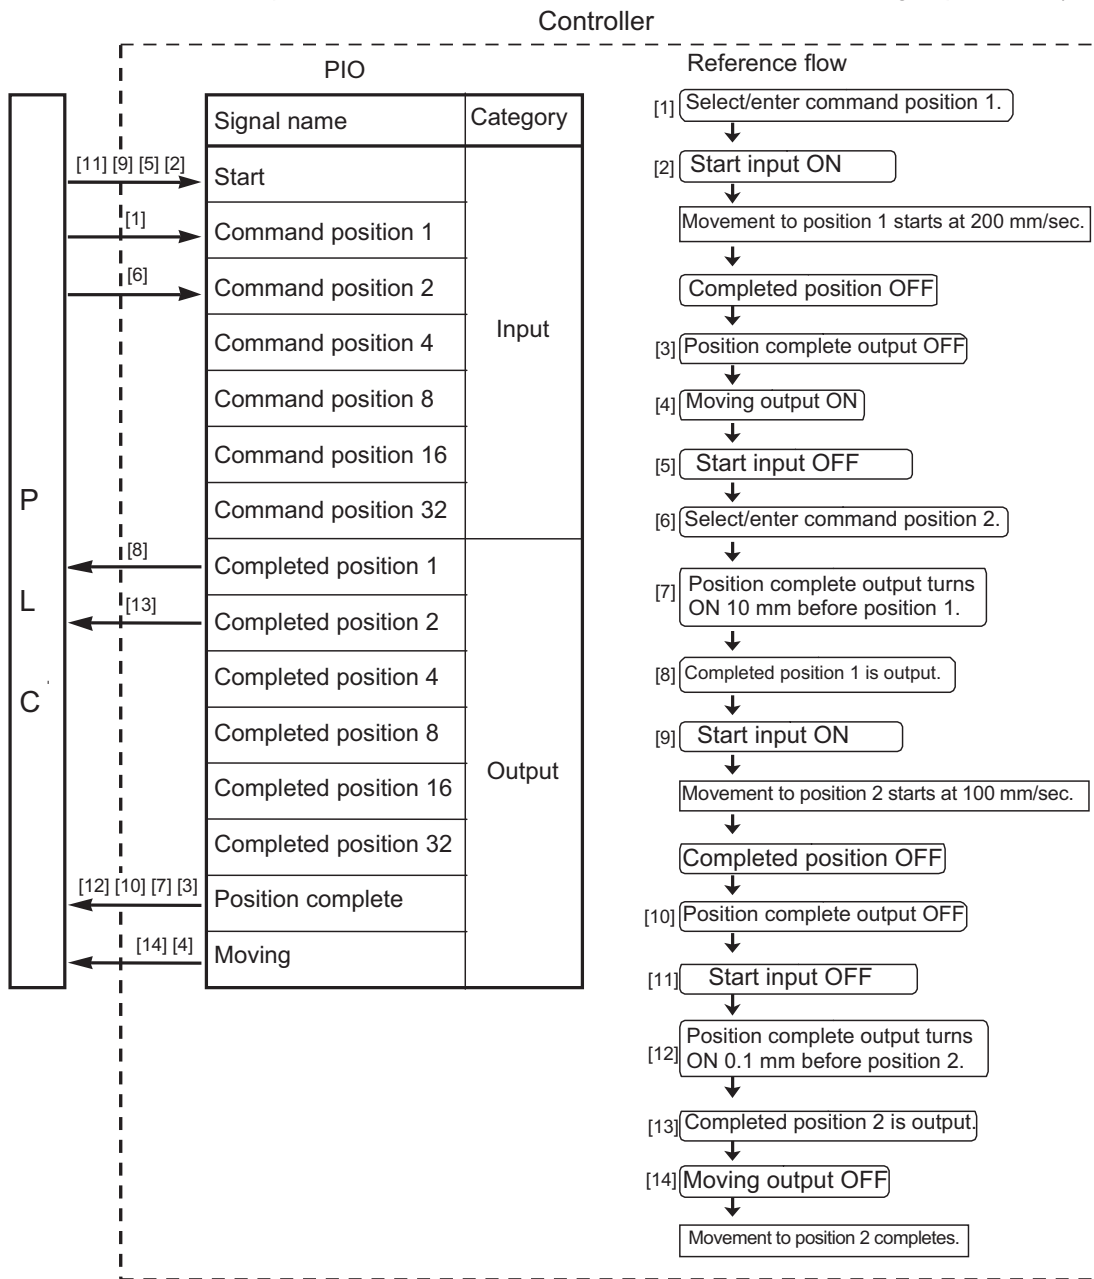 Controller
PIO
Reference flow
Signal name
Category
[11] [9] [5] [2]
Start
[1]
Command position 1
[6]
Command position 2
Command position 4
Input
Command position 8
Command position 16
Command position 32
P
L
C
[8]
Completed position 1
[13]
Completed position 2
Completed position 4
Completed position 8
Output
Completed position 16
Completed position 32
[12] [10] [7] [3]
Position complete
[14] [4]
Moving
[1] Select/enter command position 1.
[2] Start input ON
Movement to position 1 starts at 200 mm/sec.
Completed position OFF
[3] Position complete output OFF
[4] Moving output ON
[5] Start input OFF
[6] Select/enter command position 2.
[7] Position complete output turns
ON 10 mm before position 1.
[8] Completed position 1 is output.
[9] Start input ON
Movement to position 2 starts at 100 mm/sec.
Completed position OFF
[10] Position complete output OFF
[11] Start input OFF
[12] Position complete output turns
ON 0.1 mm before position 2.
[13] Completed position 2 is output.
[14] Moving output OFF
Movement to position 2 completes.